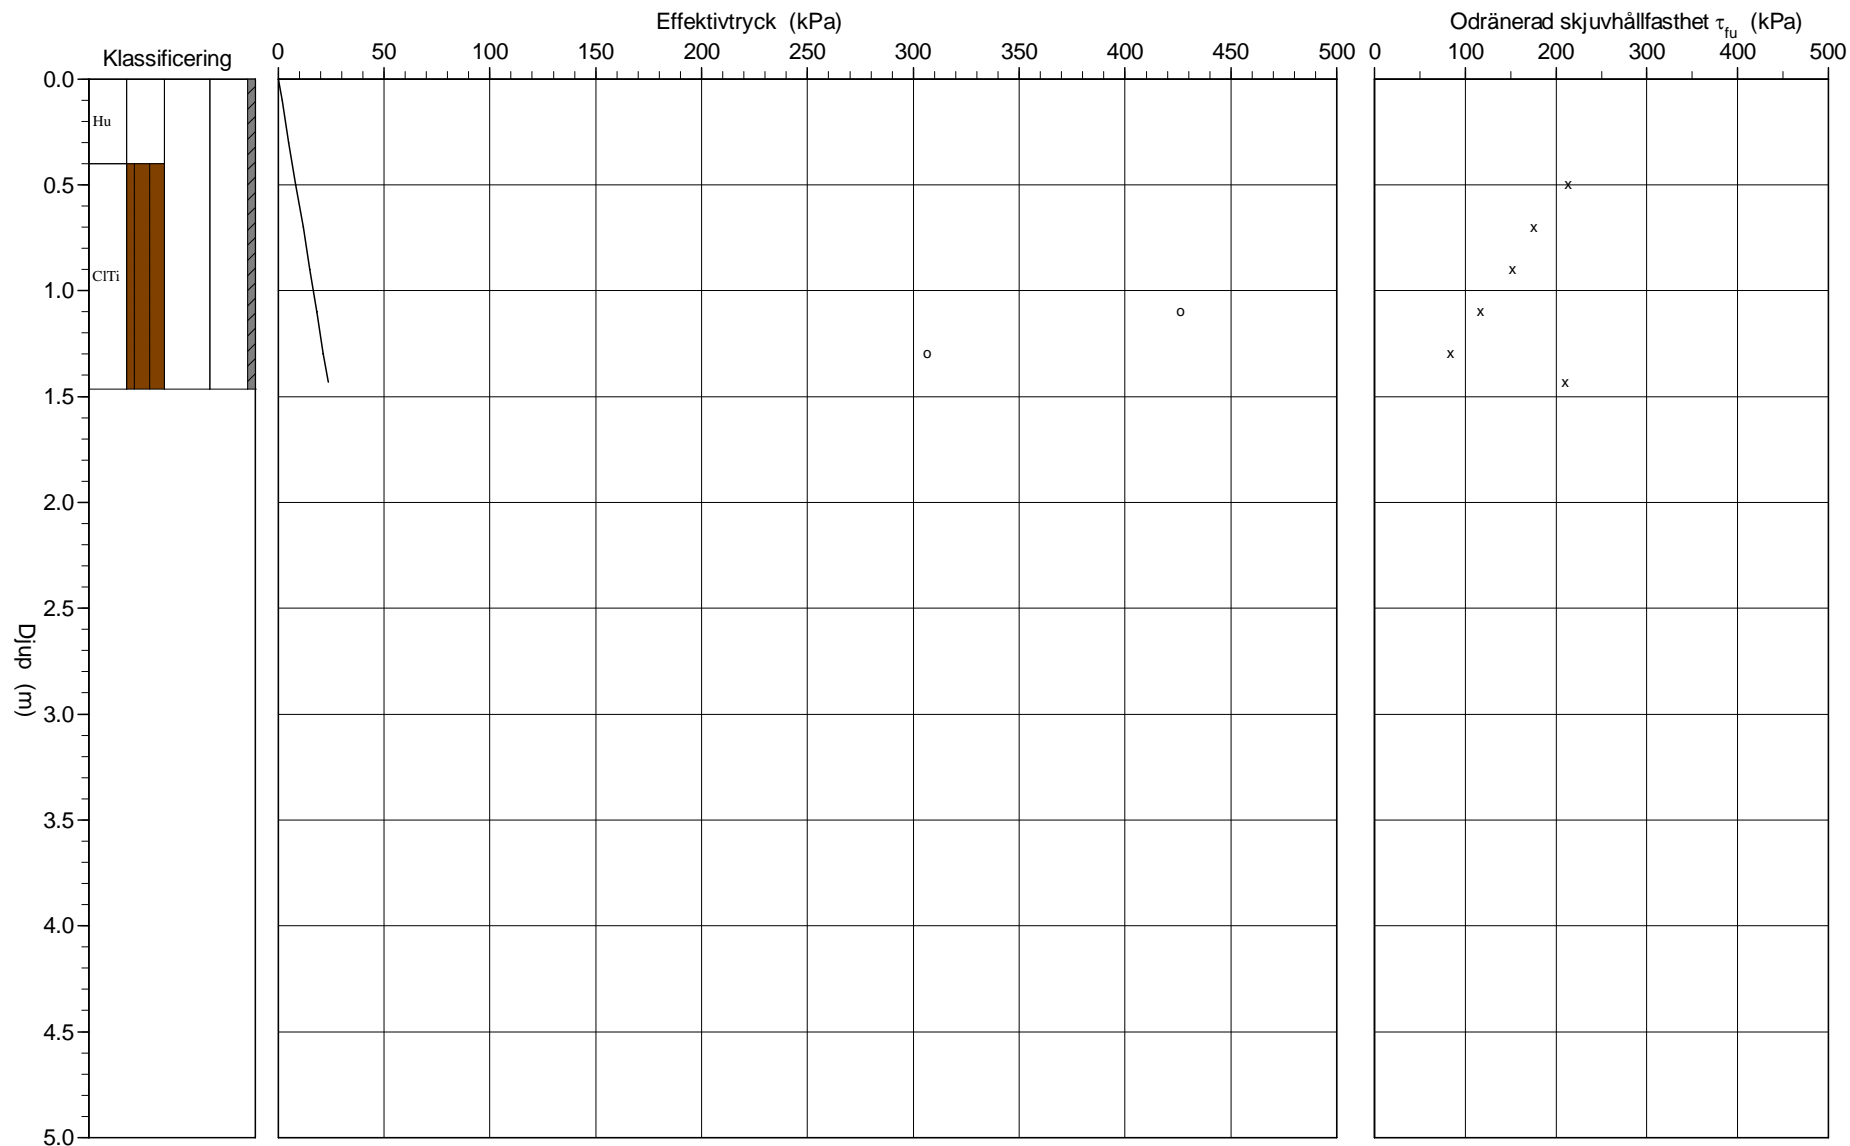 Effektivtryck (kPa)
Odränerad skjuvhållfasthet τfu (kPa)
Klassificering
0 50 100 150 200 250 300 350 400 450 500
0 100 200 300 400 500
0.0
Hu
0.5
ClTi
1.0
1.5
2.0
2.5
Djup (m)
3.0
3.5
4.0
4.5
5.0